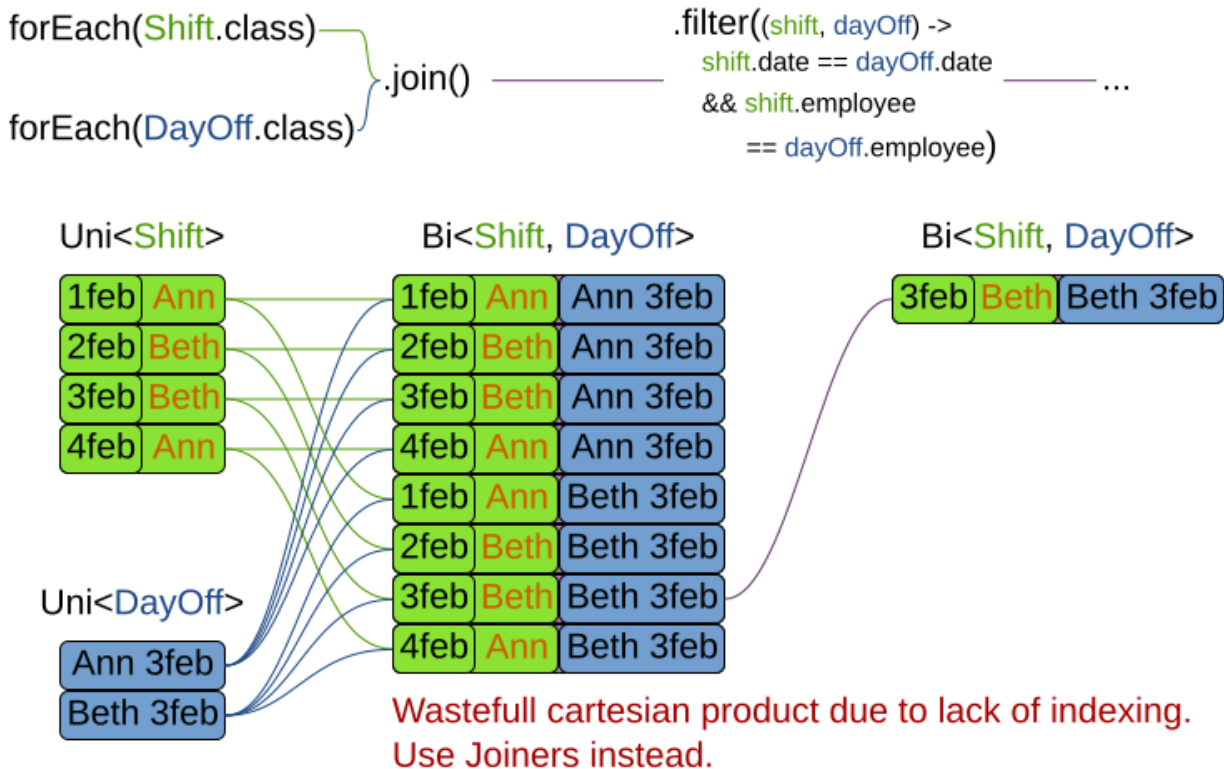 forEach(Shift.class)
forEach(DayOff.class)
.join()
.filter((shift, dayOff) ->
shift.date == dayOff.date
&& shift.employee
== dayOff.employee)
...
Uni<Shift>
1feb Ann
2feb Beth
3feb Beth
4feb Ann
Uni<DayOff>
Ann 3feb
Beth 3feb
Bi<Shift, DayOff>
1feb Ann Ann 3feb
2feb Beth Ann 3feb
3feb Beth Ann 3feb
4feb Ann Ann 3feb
1feb Ann Beth 3feb
2feb Beth Beth 3feb
3feb Beth Beth 3feb
4feb Ann Beth 3feb
Wastefull cartesian product due to lack of indexing.
Use Joiners instead.
Bi<Shift, DayOff>
3feb Beth Beth 3feb